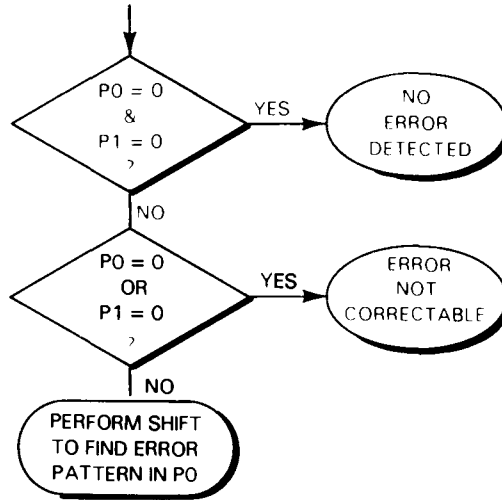 P0 = 0
&
P1 = 0
?
YES
NO
ERROR
DETECTED
NO
P0 = 0
OR
P1 = 0
?
YES
ERROR
NOT
CORRECTABLE
NO
PERFORM SHIFT
TO FIND ERROR
PATTERN IN P0